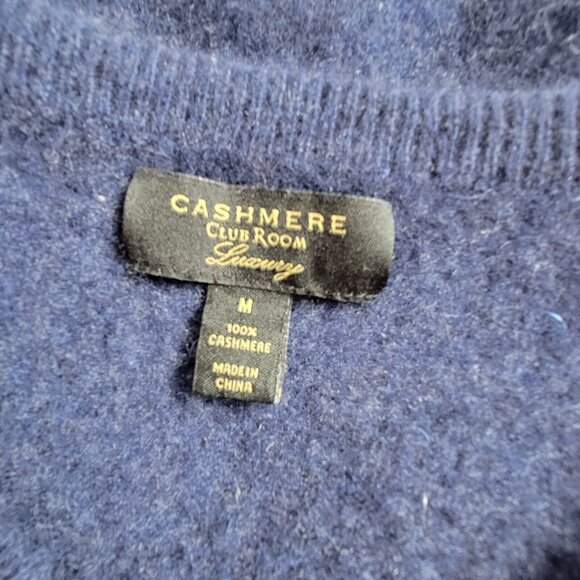 CASHMERE
CLUB ROOM
Luxury
M
100%
CASHMERE
MADE IN
CHINA